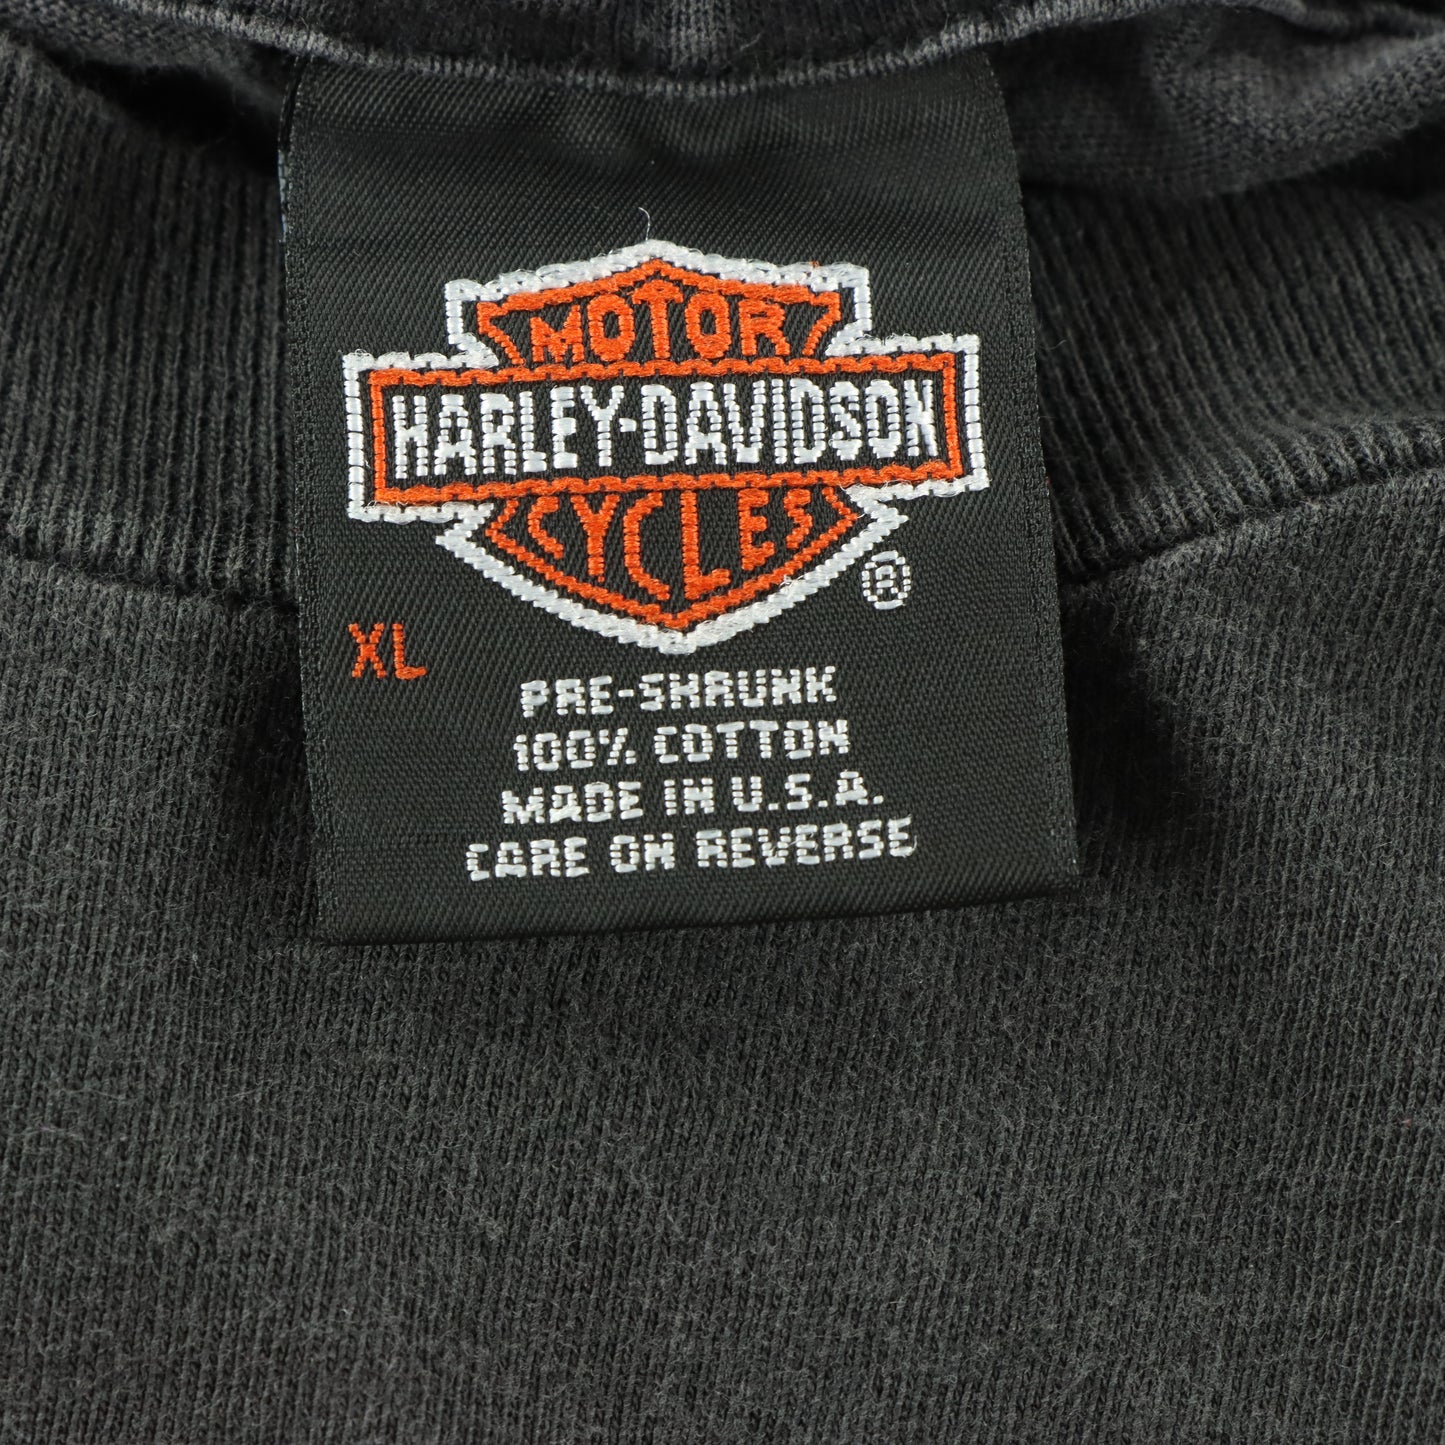 MOTOR
HARLEY-DAVIDSON
CYCLES
®
XL
PRE-SHRUNK
100% COTTON
MADE IN U.S.A.
CARE ON REVERSE